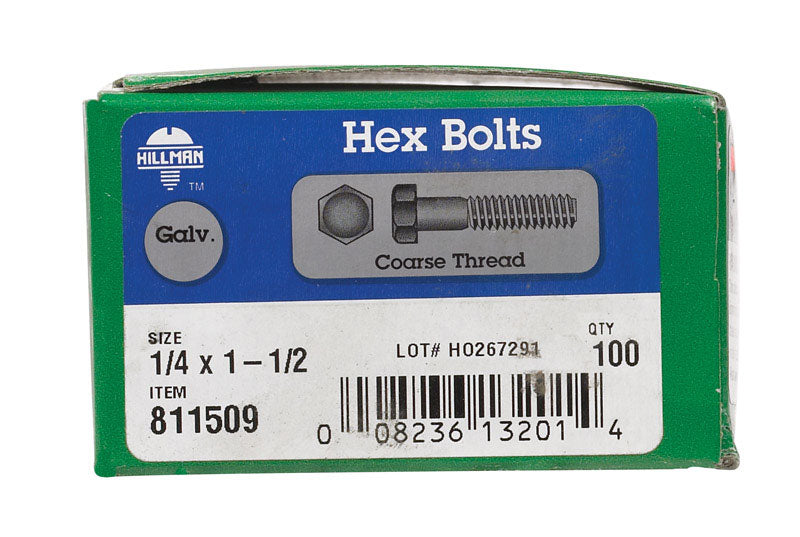 HILLMAN
TM
Hex Bolts
Galv.
Coarse Thread
SIZE
1/4 x 1-1/2
LOT# H0267291
QTY
100
ITEM
811509
0 08236 13201 4